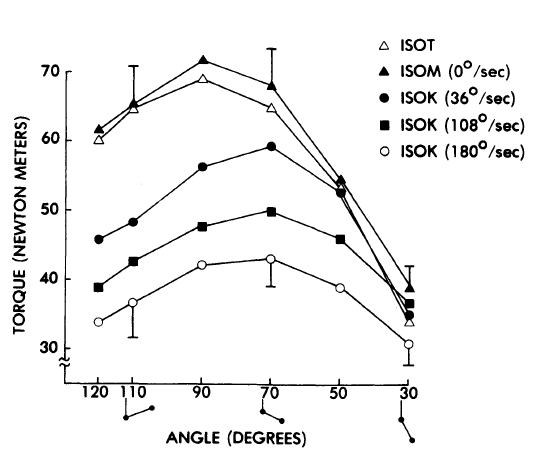 △ ISOT
▲ ISOM (0°/sec)
● ISOK (36°/sec)
■ ISOK (108°/sec)
○ ISOK (180°/sec)
70
60
50
40
30
TORQUE (NEWTON METERS)
120 110 90 70 50 30
ANGLE (DEGREES)